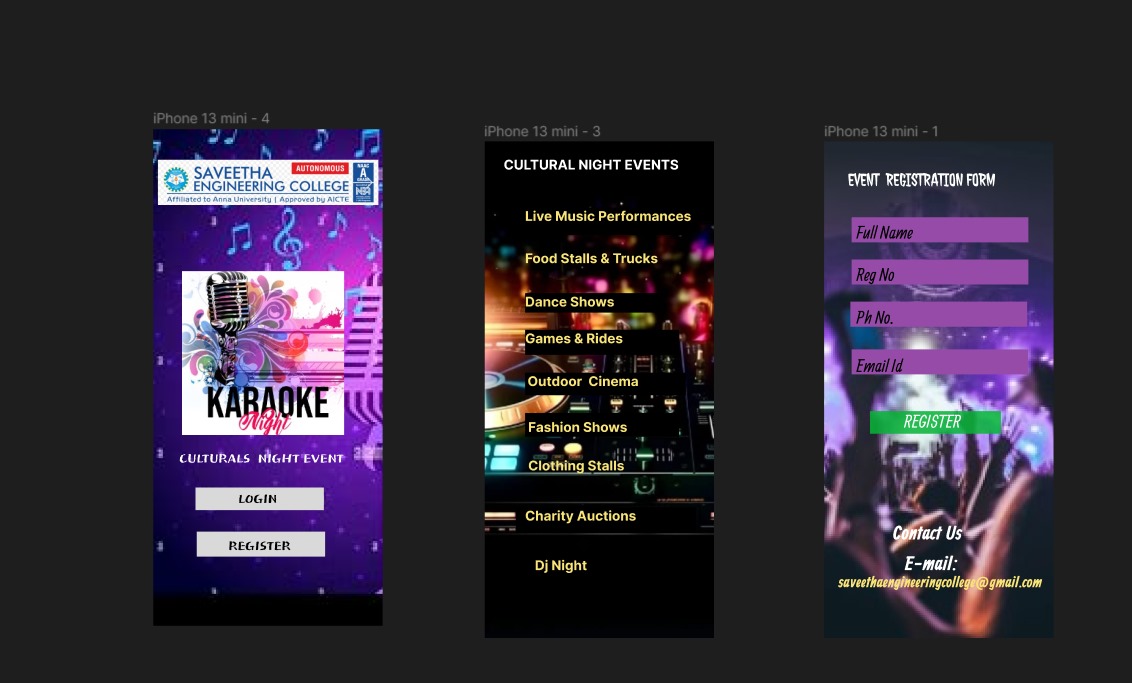 iPhone 13 mini - 4
SAVEETHA
AUTONOMOUS
ENGINEERING COLLEGE
NAAC
A
GRADE
Affiliated to Anna University | Approved by AICTE
KARAOKE
Night
CULTURALS NIGHT EVENT
LOGIN
REGISTER
iPhone 13 mini - 3
CULTURAL NIGHT EVENTS
Live Music Performances
Food Stalls & Trucks
Dance Shows
Games & Rides
Outdoor Cinema
Fashion Shows
Clothing Stalls
Charity Auctions
Dj Night
iPhone 13 mini - 1
EVENT REGISTRATION FORM
Full Name
Reg No
Ph No.
Email Id
REGISTER
Contact Us
E-mail:
saveethaengineeringcollege@gmail.com